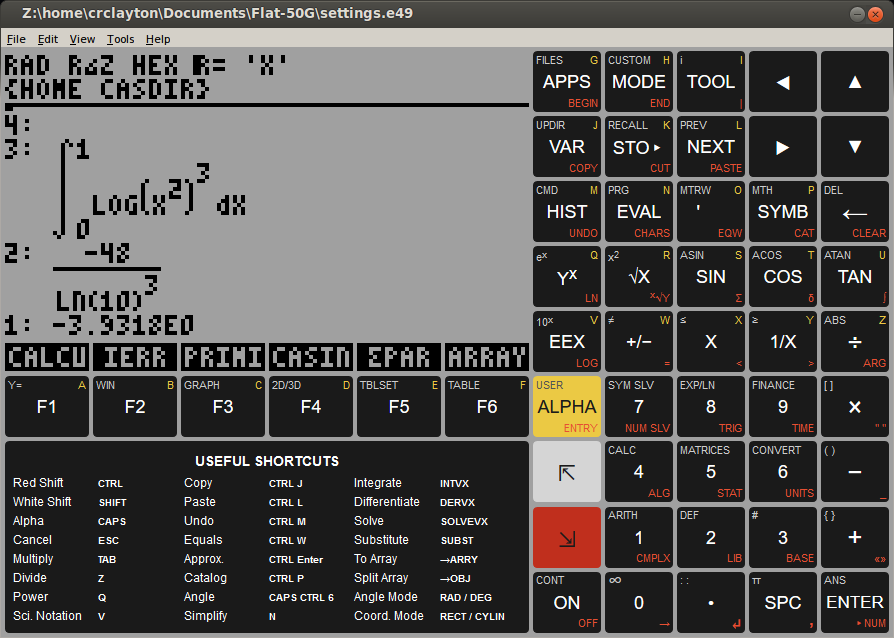 Z:\home\crclayton\Documents\Flat-50G\settings.e49
File Edit View Tools Help
RAD R∡Z HEX R= 'X'
{HOME CASDIR}
4:
3: ∫ 1
LOG(X^2)^3 dX
0
2: -48
LN(10)^3
1: -3.9318E0
CALCU IERR PRIMI CASIN EPAR ARRAY
Y= A WIN B GRAPH C 2D/3D D TBLSET E TABLE F
F1 F2 F3 F4 F5 F6
USEFUL SHORTCUTS
Red Shift CTRL Copy CTRL J Integrate INTVX
White Shift SHIFT Paste CTRL L Differentiate DERVX
Alpha CAPS Undo CTRL M Solve SOLVEVX
Cancel ESC Equals CTRL W Substitute SUBST
Multiply TAB Approx. CTRL Enter To Array →ARRY
Divide Z Catalog CTRL P Split Array →OBJ
Power Q Angle CAPS CTRL 6 Angle Mode RAD / DEG
Sci. Notation V Simplify N Coord. Mode RECT / CYLIN
FILES G CUSTOM H i I
APPS MODE TOOL ◀ ▲
BEGIN END |
UPDIR J RECALL K PREV L
VAR STO ▸ NEXT ▶ ▼
COPY CUT PASTE
CMD M PRG N MTRW O MTH P DEL
HIST EVAL ' SYMB ←
UNDO CHARS EQW CAT CLEAR
e^x Q x² R ASIN S ACOS T ATAN U
Y^X √X SIN COS TAN
LN ˣ√Y Σ δ ∫
10^x V ≠ W ≤ X ≥ Y ABS Z
EEX +/− X 1/X ÷
LOG = < > ARG
USER SYM SLV EXP/LN FINANCE [ ]
ALPHA 7 8 9 ×
ENTRY NUM SLV TRIG TIME " "
CALC MATRICES CONVERT ( )
⇱ 4 5 6 −
ALG STAT UNITS _
ARITH DEF # { }
⇲ 1 2 3 +
CMPLX LIB BASE «»
CONT ∞ : : π ANS
ON 0 . SPC ENTER
OFF → ↲ , ▸ NUM